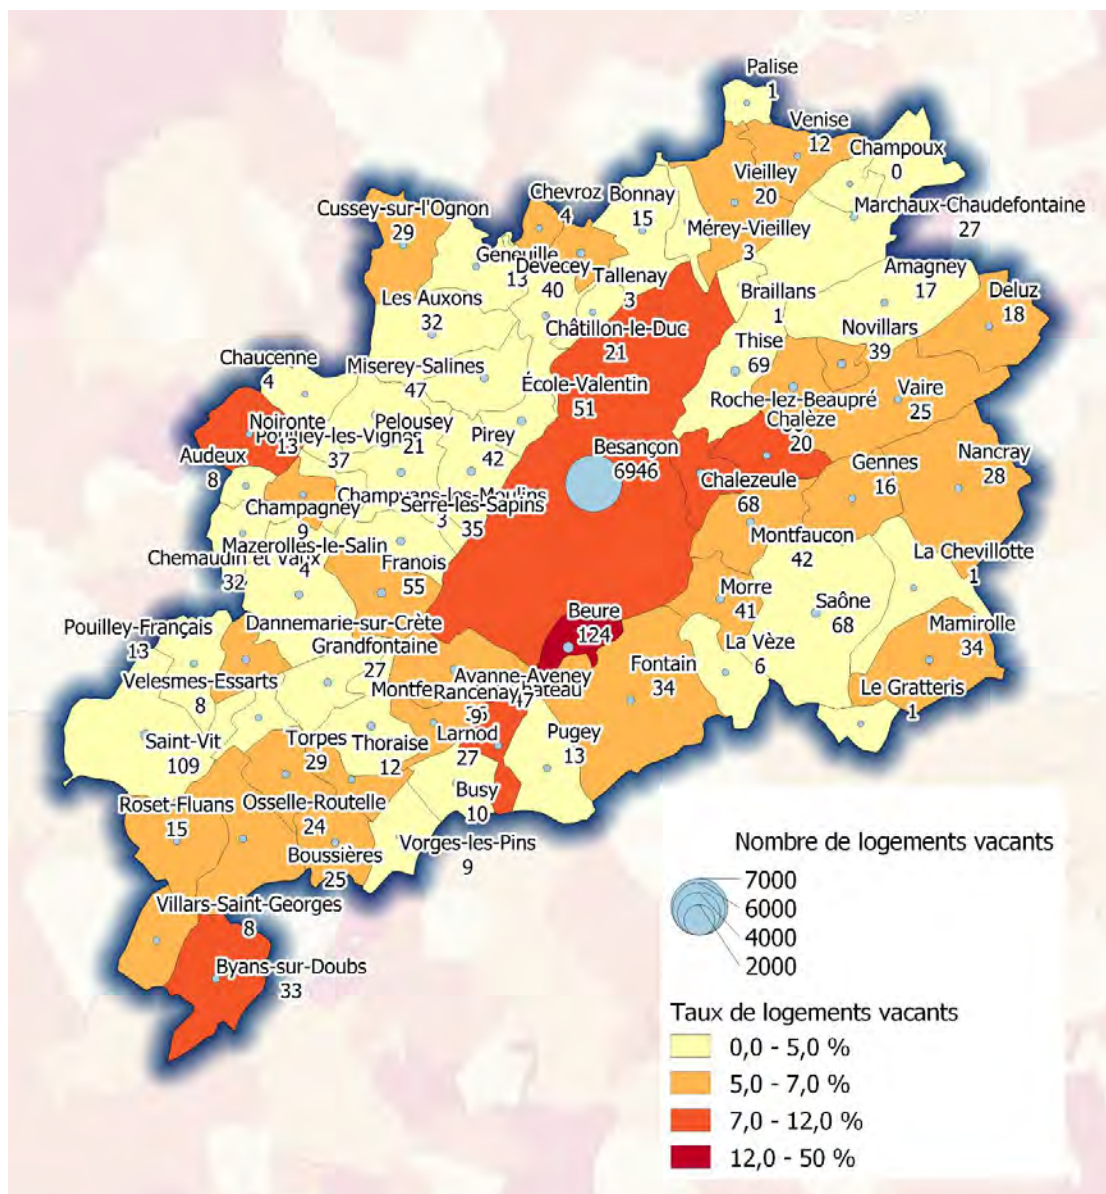 Palise
1
Venise
12
Champoux
0
Vieilley
20
Chevroz
4
Bonnay
15
Marchaux-Chaudefontaine
27
Cussey-sur-l'Ognon
29
Mérey-Vieilley
3
Geneuille
13
Devecey
40
Tallenay
3
Amagney
17
Deluz
18
Braillans
1
Les Auxons
32
Châtillon-le-Duc
21
Novillars
39
Thise
69
Chaucenne
4
Miserey-Salines
47
École-Valentin
51
Vaire
25
Roche-lez-Beaupré
Chalèze
20
Noironte
13
Pouilley-les-Vignes
37
Pelousey
21
Pirey
42
Besançon
6946
Audeux
8
Gennes
16
Nancray
28
Chalezeule
68
Champvans-les-Moulins
3
Serre-les-Sapins
35
Champagney
9
Montfaucon
42
Mazerolles-le-Salin
4
Chemaudin et Vaux
32
La Chevillotte
1
Franois
55
Morre
41
Saône
68
Beure
124
Dannemarie-sur-Crète
Pouilley-Français
13
Grandfontaine
27
Mamirolle
34
La Vèze
6
Fontain
34
Velesmes-Essarts
8
Avanne-Aveney
47
Rancenay
9
Le Gratteris
1
Saint-Vit
109
Torpes
29
Thoraise
12
Larnod
27
Pugey
13
Busy
10
Roset-Fluans
15
Osselle-Routelle
24
Boussières
25
Vorges-les-Pins
9
Villars-Saint-Georges
8
Byans-sur-Doubs
33
Nombre de logements vacants
7000
6000
4000
2000
Taux de logements vacants
0,0 - 5,0 %
5,0 - 7,0 %
7,0 - 12,0 %
12,0 - 50 %